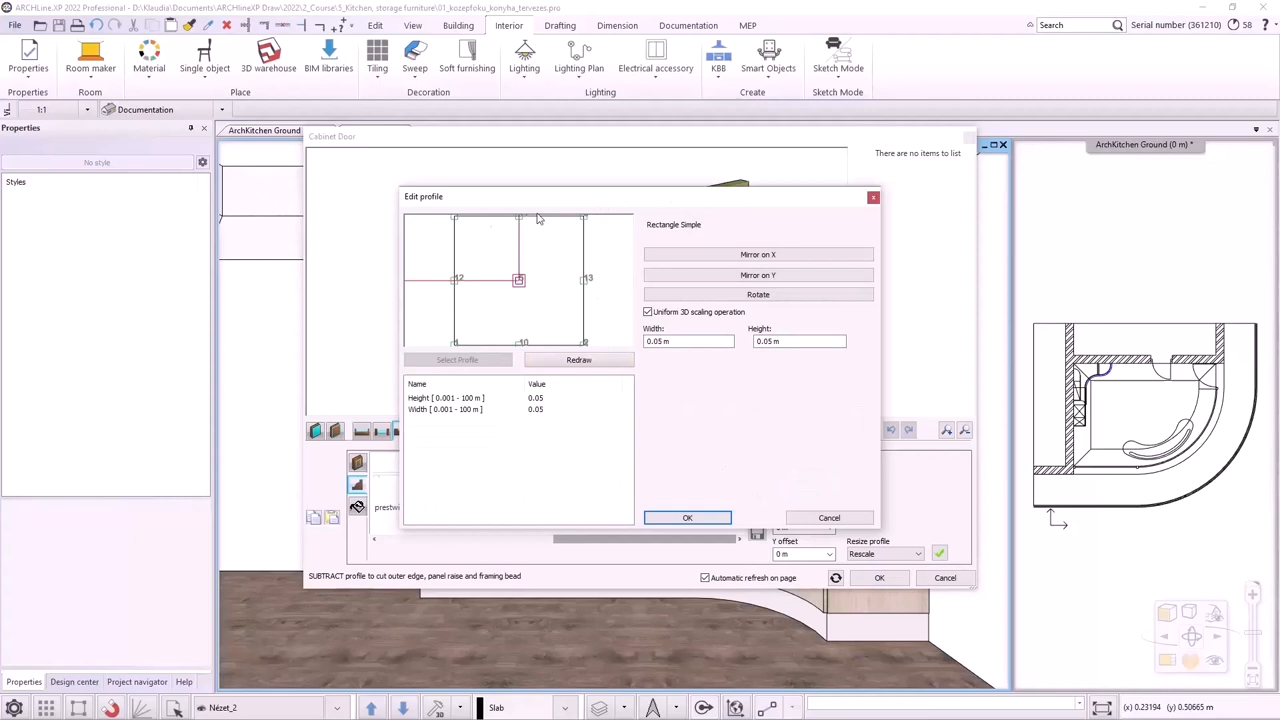 ARCHLine.XP 2022 Professional - D:\Klaudia\Documents\ARCHlineXP Draw\2022\2_Course\5_Kitchen, storage furniture\01_kozepfoku_konyha_tervezes.pro
File Edit View Building Interior Drafting Dimension Documentation MEP
Search Serial number (361210) 58
Properties Room maker Material Single object 3D warehouse BIM libraries Tiling Sweep Soft furnishing Lighting Lighting Plan Electrical accessory KBB Smart Objects Sketch Mode
Properties Room Place Decoration Lighting Create Sketch Mode
1:1 Documentation
Properties
No style
Styles
ArchKitchen Ground
Cabinet Door
There are no items to list
ArchKitchen Ground (0 m) *
Edit profile
Rectangle Simple
Mirror on X
Mirror on Y
Rotate
Uniform 3D scaling operation
Width: Height:
0.05 m 0.05 m
12 13
1 10 2
Select Profile Redraw
Name Value
Height [ 0.001 - 100 m ] 0.05
Width [ 0.001 - 100 m ] 0.05
OK Cancel
prestwi
Y offset Resize profile
0 m Rescale
SUBTRACT profile to cut outer edge, panel raise and framing bead
Automatic refresh on page
OK Cancel
Properties Design center Project navigator Help
Nézet_2 30 Slab
(x) 0.23194 (x) 0.50665 m